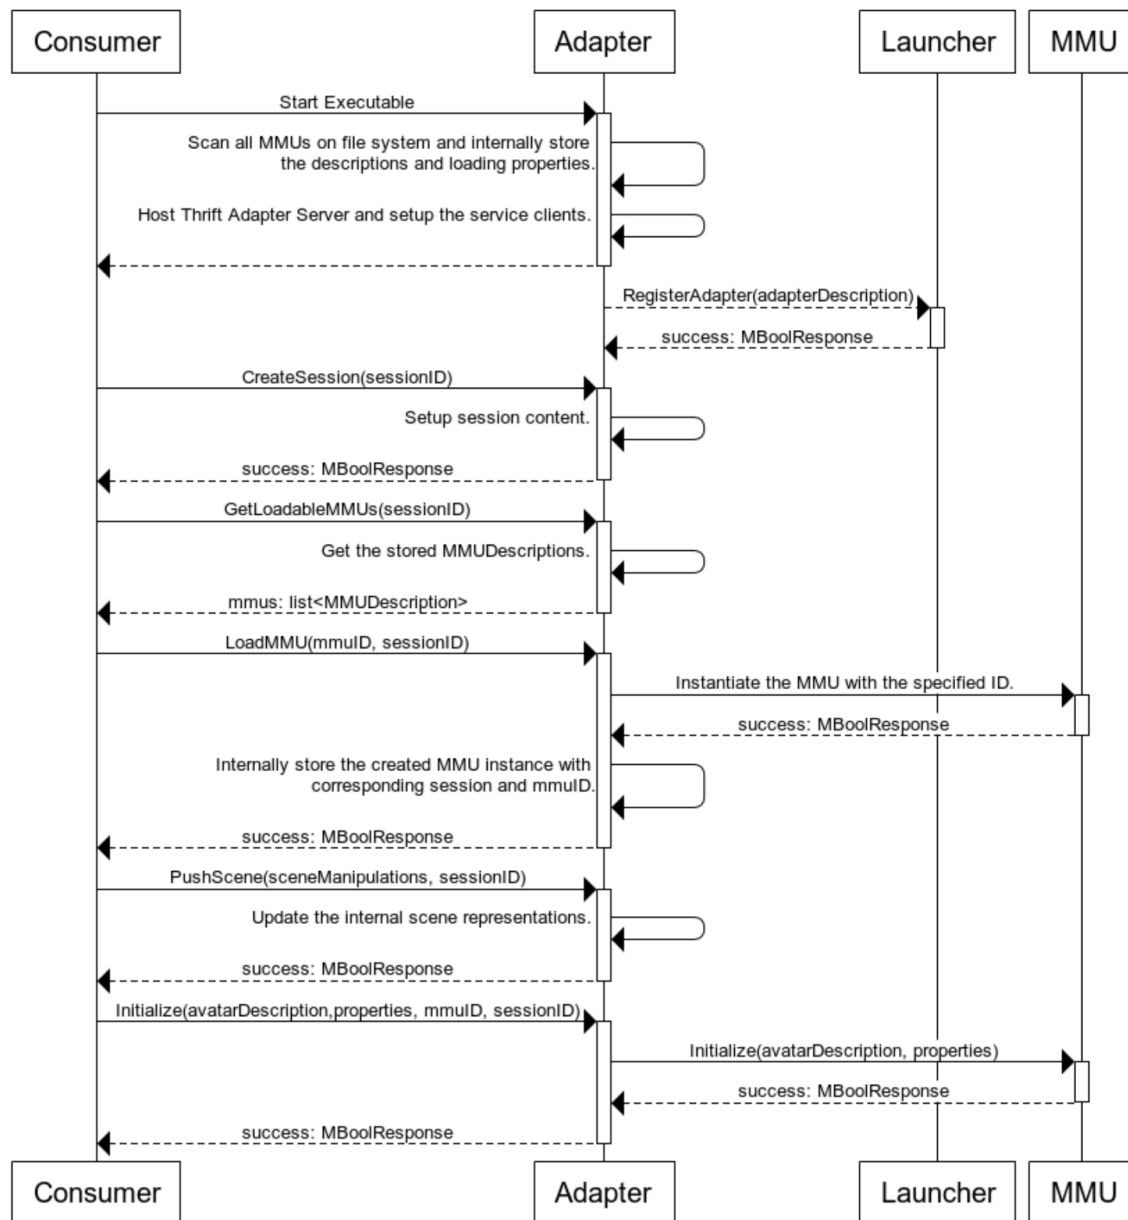 Consumer
Adapter
Launcher
MMU
Start Executable
Scan all MMUs on file system and internally store
the descriptions and loading properties.
Host Thrift Adapter Server and setup the service clients.
RegisterAdapter(adapterDescription)
success: MBoolResponse
CreateSession(sessionID)
Setup session content.
success: MBoolResponse
GetLoadableMMUs(sessionID)
Get the stored MMUDescriptions.
mmus: list<MMUDescription>
LoadMMU(mmuID, sessionID)
Instantiate the MMU with the specified ID.
success: MBoolResponse
Internally store the created MMU instance with
corresponding session and mmuID.
success: MBoolResponse
PushScene(sceneManipulations, sessionID)
Update the internal scene representations.
success: MBoolResponse
Initialize(avatarDescription,properties, mmuID, sessionID)
Initialize(avatarDescription, properties)
success: MBoolResponse
success: MBoolResponse
Consumer
Adapter
Launcher
MMU